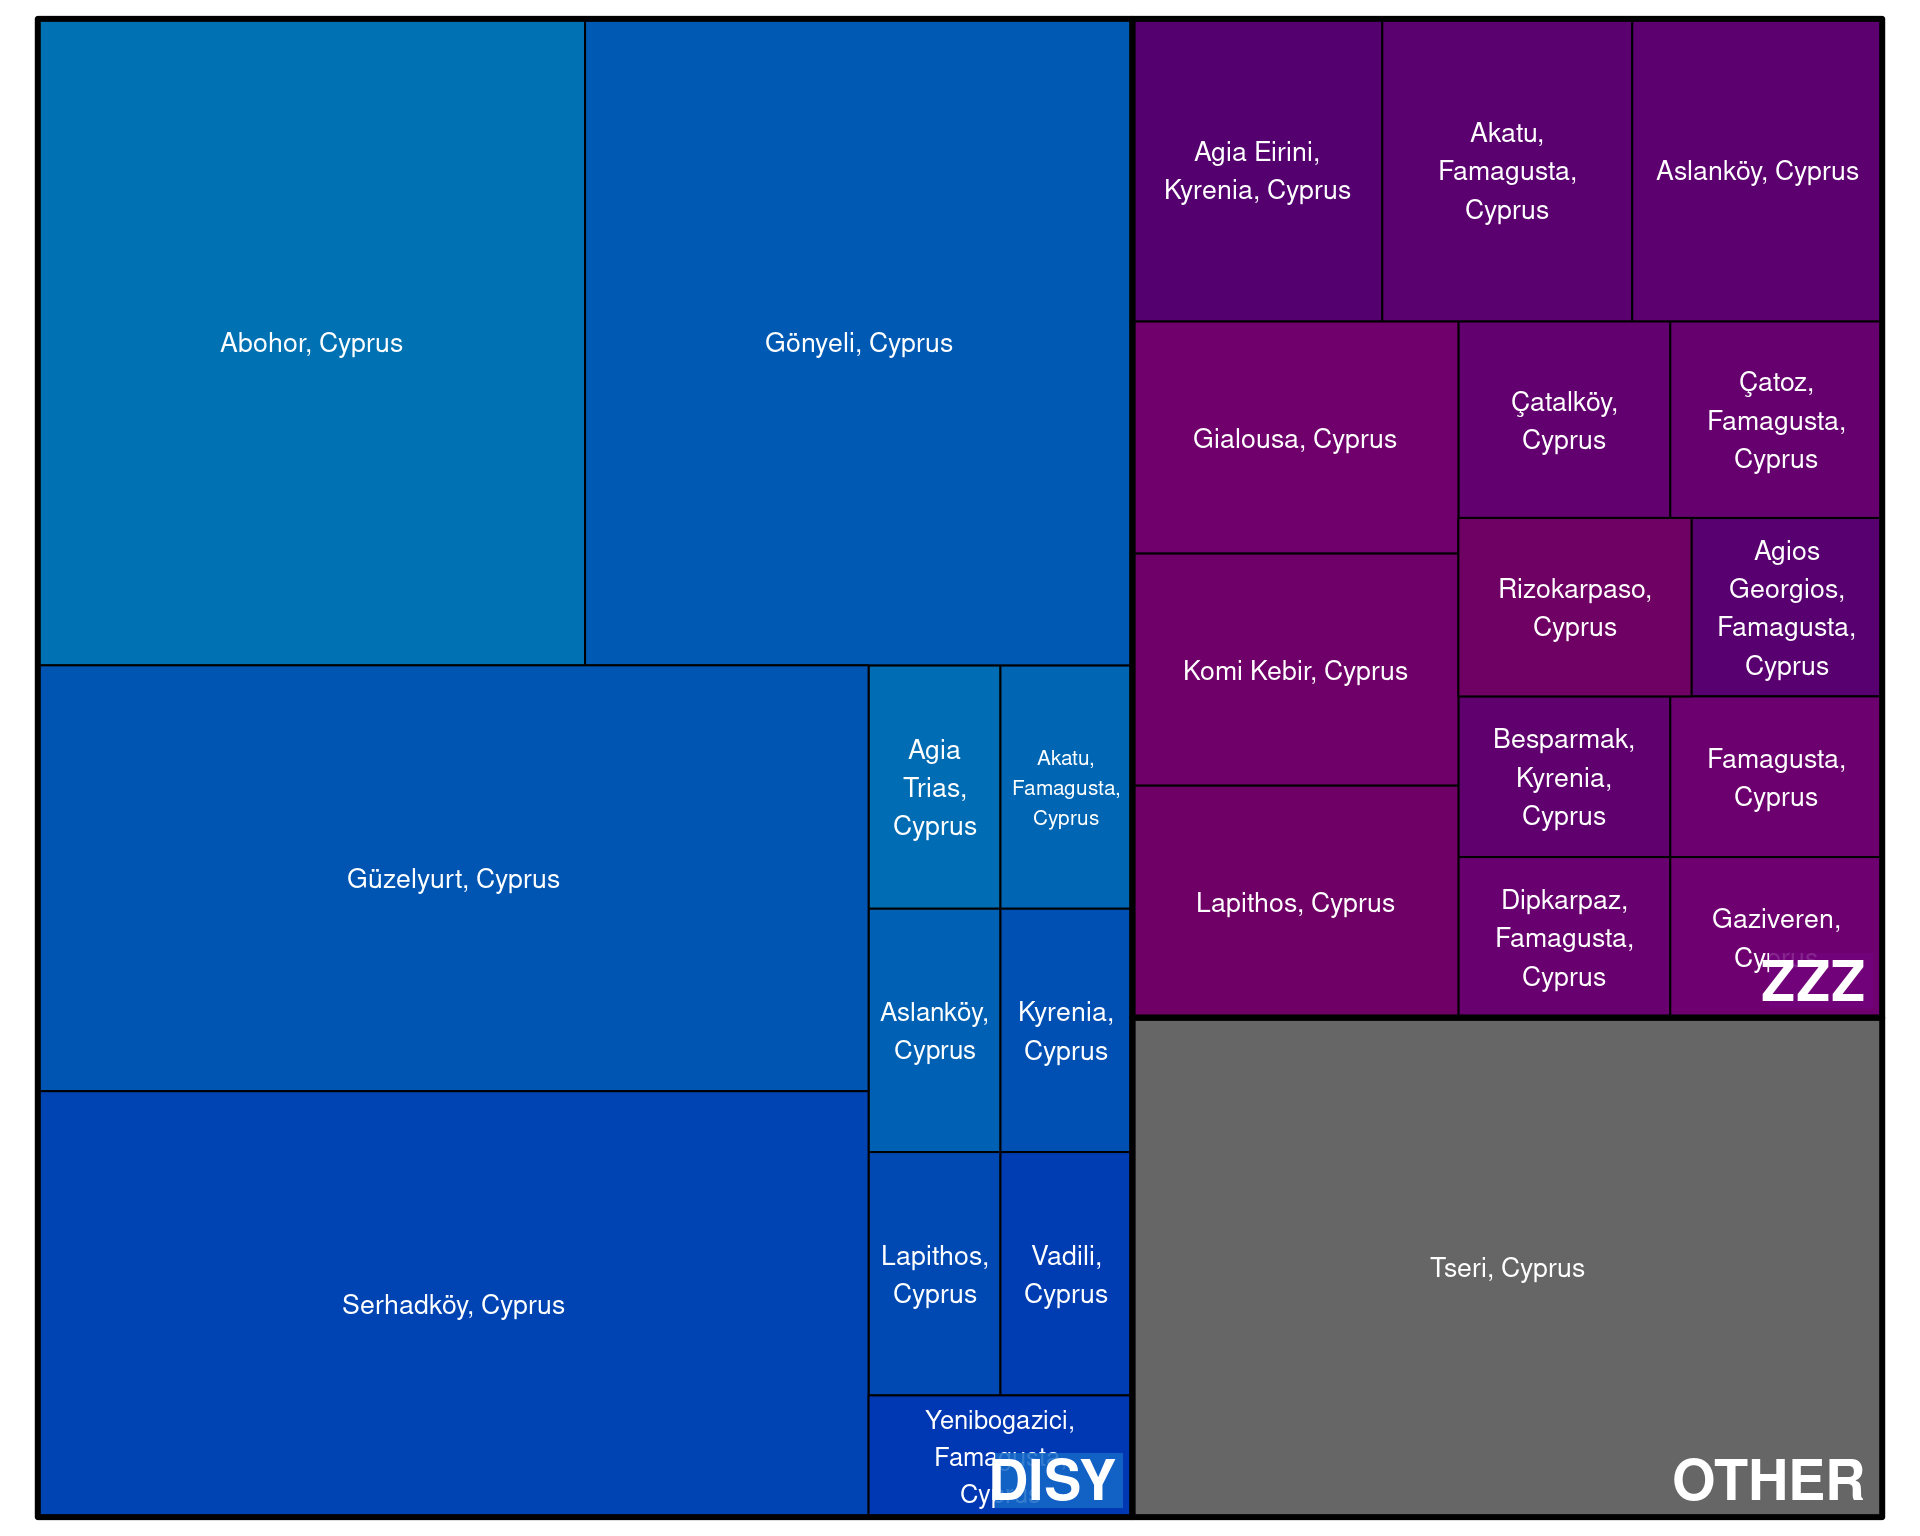 Abohor, Cyprus
Gönyeli, Cyprus
Güzelyurt, Cyprus
Serhadköy, Cyprus
Agia
Trias,
Cyprus
Akatu,
Famagusta,
Cyprus
Aslanköy,
Cyprus
Kyrenia,
Cyprus
Lapithos,
Cyprus
Vadili,
Cyprus
Yenibogazici,
Famagusta,
Cyprus
DISY
Agia Eirini,
Kyrenia, Cyprus
Akatu,
Famagusta,
Cyprus
Aslanköy, Cyprus
Gialousa, Cyprus
Komi Kebir, Cyprus
Lapithos, Cyprus
Çatalköy,
Cyprus
Çatoz,
Famagusta,
Cyprus
Rizokarpaso,
Cyprus
Agios
Georgios,
Famagusta,
Cyprus
Besparmak,
Kyrenia,
Cyprus
Famagusta,
Cyprus
Dipkarpaz,
Famagusta,
Cyprus
Gaziveren,
Cyprus
ZZZ
Tseri, Cyprus
OTHER